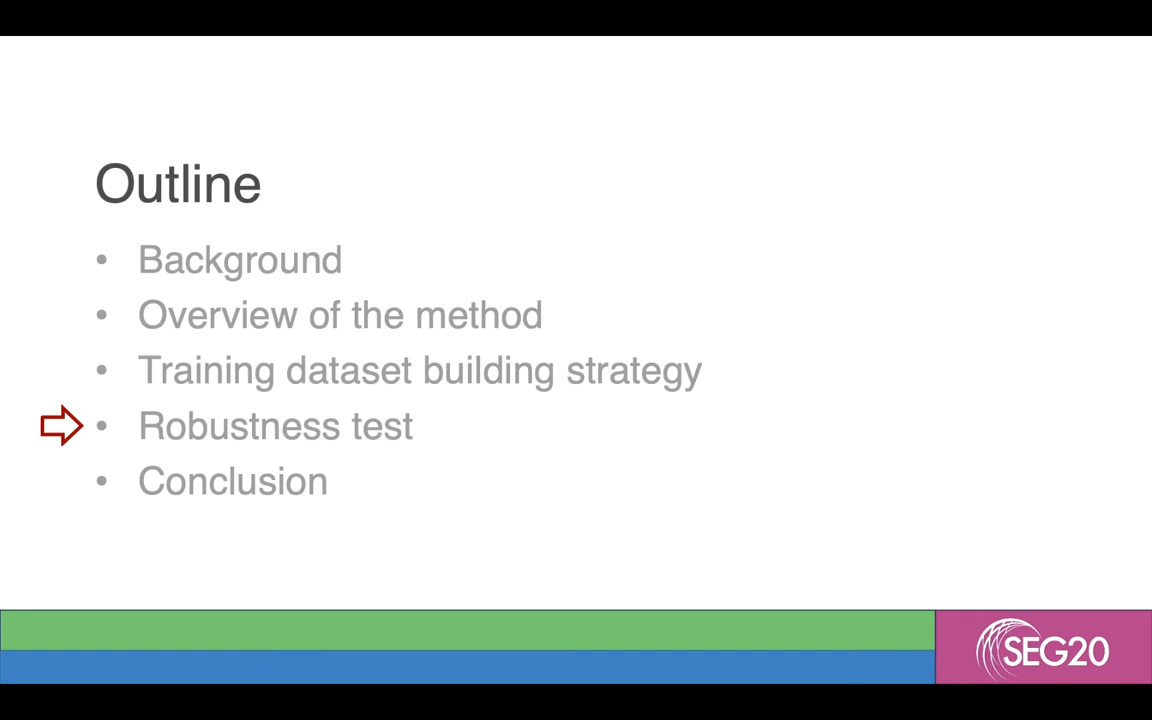 Outline
• Background
• Overview of the method
• Training dataset building strategy
• Robustness test
• Conclusion
SEG20